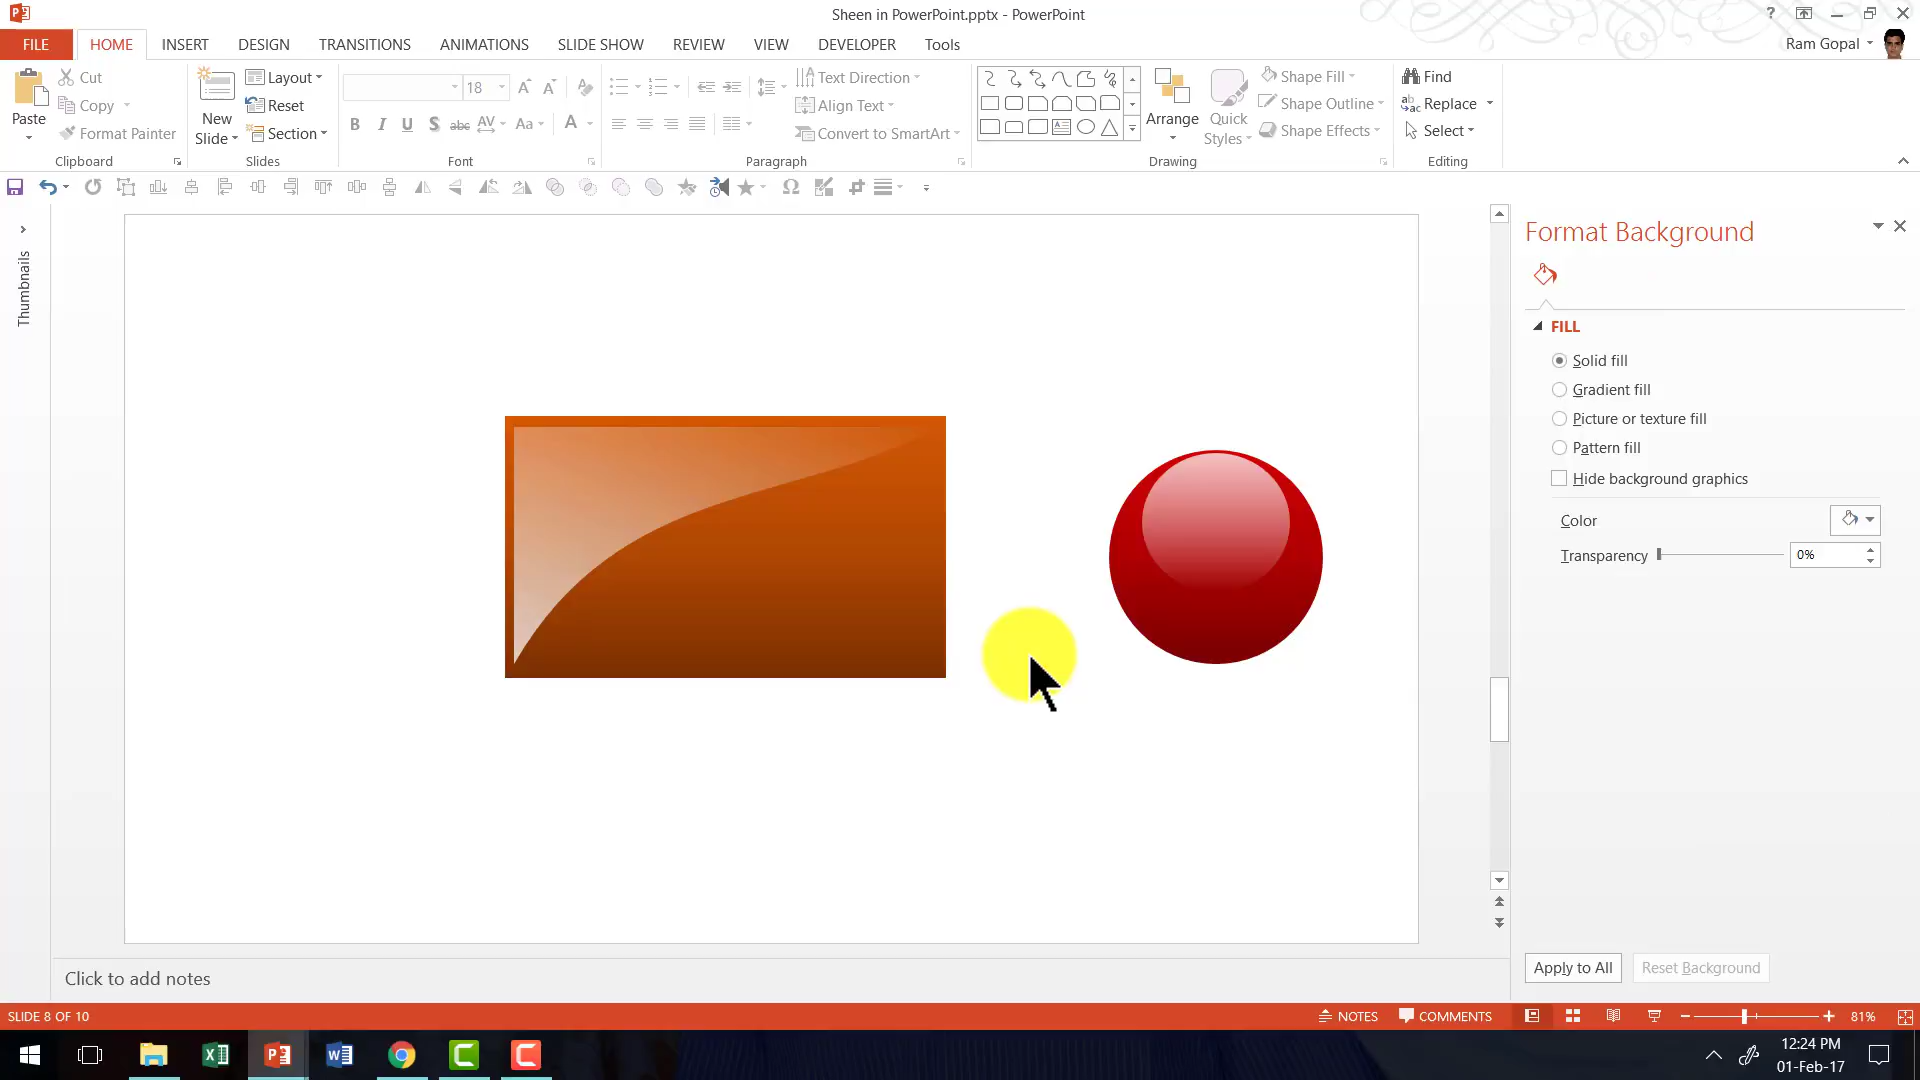 Sheen in PowerPoint.pptx - PowerPoint
?
FILE HOME INSERT DESIGN TRANSITIONS ANIMATIONS SLIDE SHOW REVIEW VIEW DEVELOPER Tools
Ram Gopal
Paste
Cut
Copy
Format Painter
Clipboard
New
Slide
Layout
Reset
Section
Slides
18
B I U S abc AV Aa A
Font
Text Direction
Align Text
Convert to SmartArt
Paragraph
Arrange
Quick
Styles
Shape Fill
Shape Outline
Shape Effects
Drawing
Find
Replace
Select
Editing
Thumbnails
Format Background
FILL
Solid fill
Gradient fill
Picture or texture fill
Pattern fill
Hide background graphics
Color
Transparency 0%
Apply to All Reset Background
Click to add notes
SLIDE 8 OF 10 NOTES COMMENTS 81%
12:24 PM
01-Feb-17